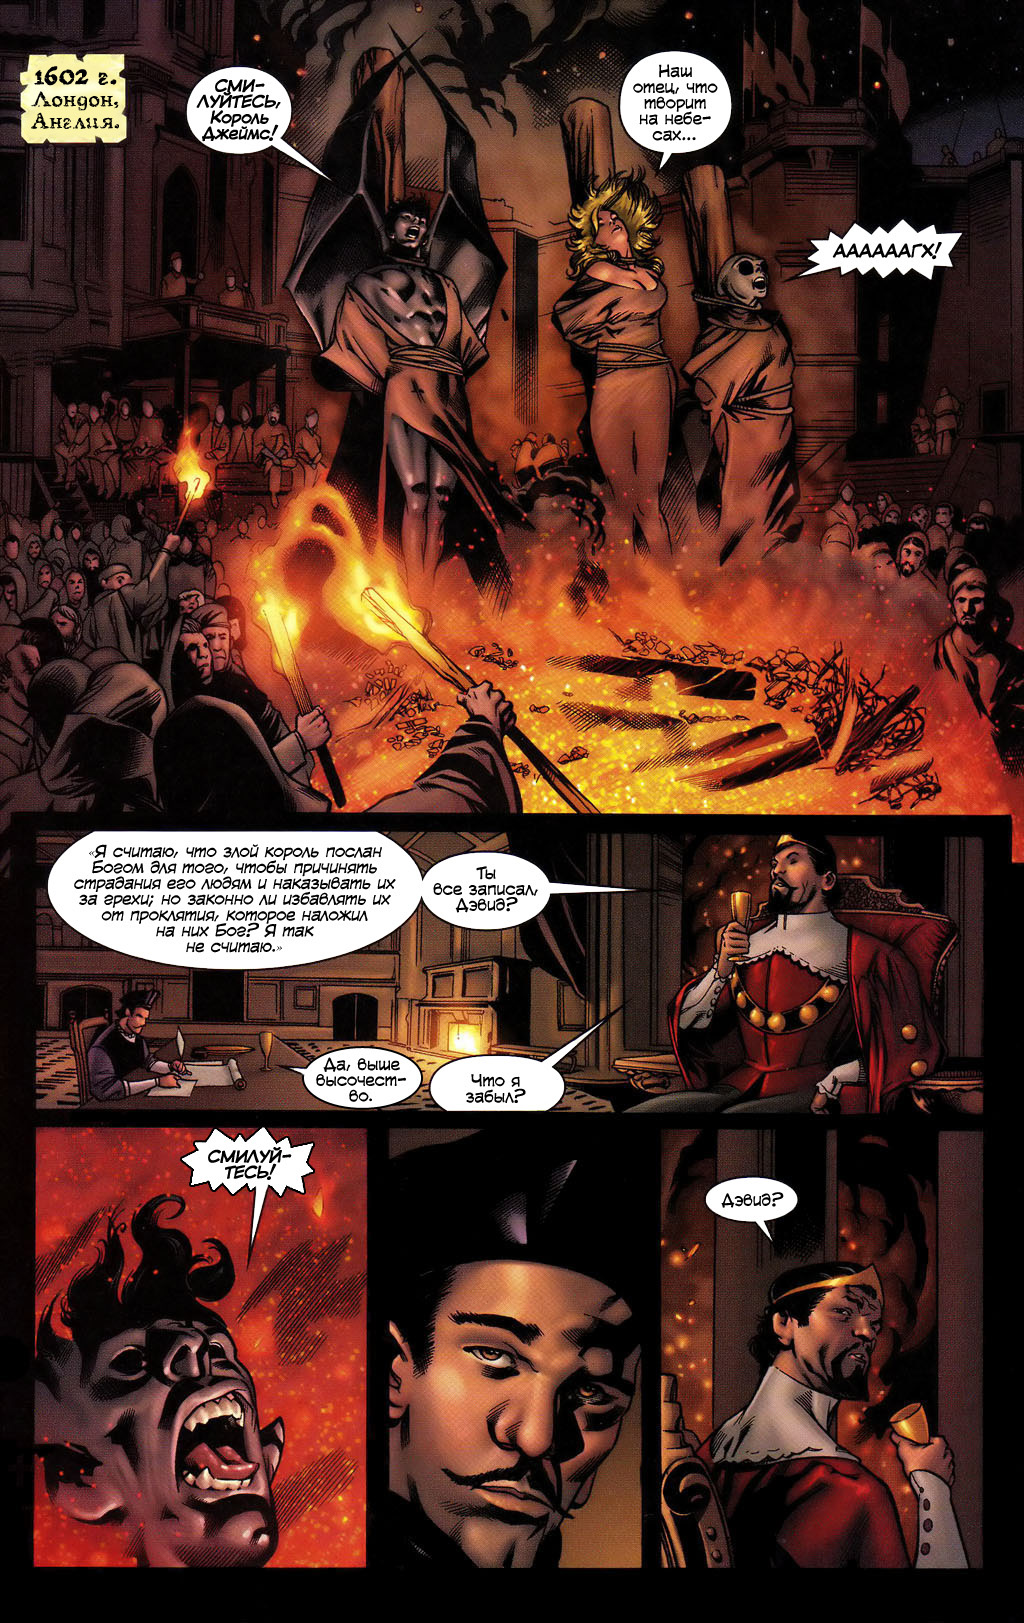 1602 г.
Лондон,
Англия.
СМИ-
ЛУЙТЕСЬ,
Король
Джеймс!
Наш
отец, что
творит
на небе-
сах...
ААААААГХ!
«Я считаю, что злой король послан
Богом для того, чтобы причинять
страдания его людям и наказывать их
за грехи; но законно ли избавлять их
от проклятия, которое наложил
на них Бог? Я так
не считаю.»
Ты
все записал,
Дэвид?
Да, выше
высочест-
во.
Что я
забыл?
СМИЛУЙ-
ТЕСЬ!
Дэвид?